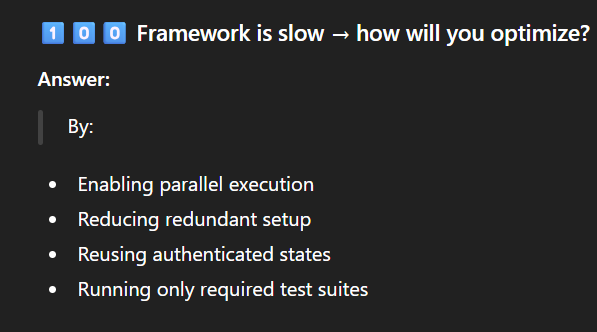 1️⃣ 0️⃣ 0️⃣ Framework is slow → how will you optimize?
Answer:
By:
• Enabling parallel execution
• Reducing redundant setup
• Reusing authenticated states
• Running only required test suites